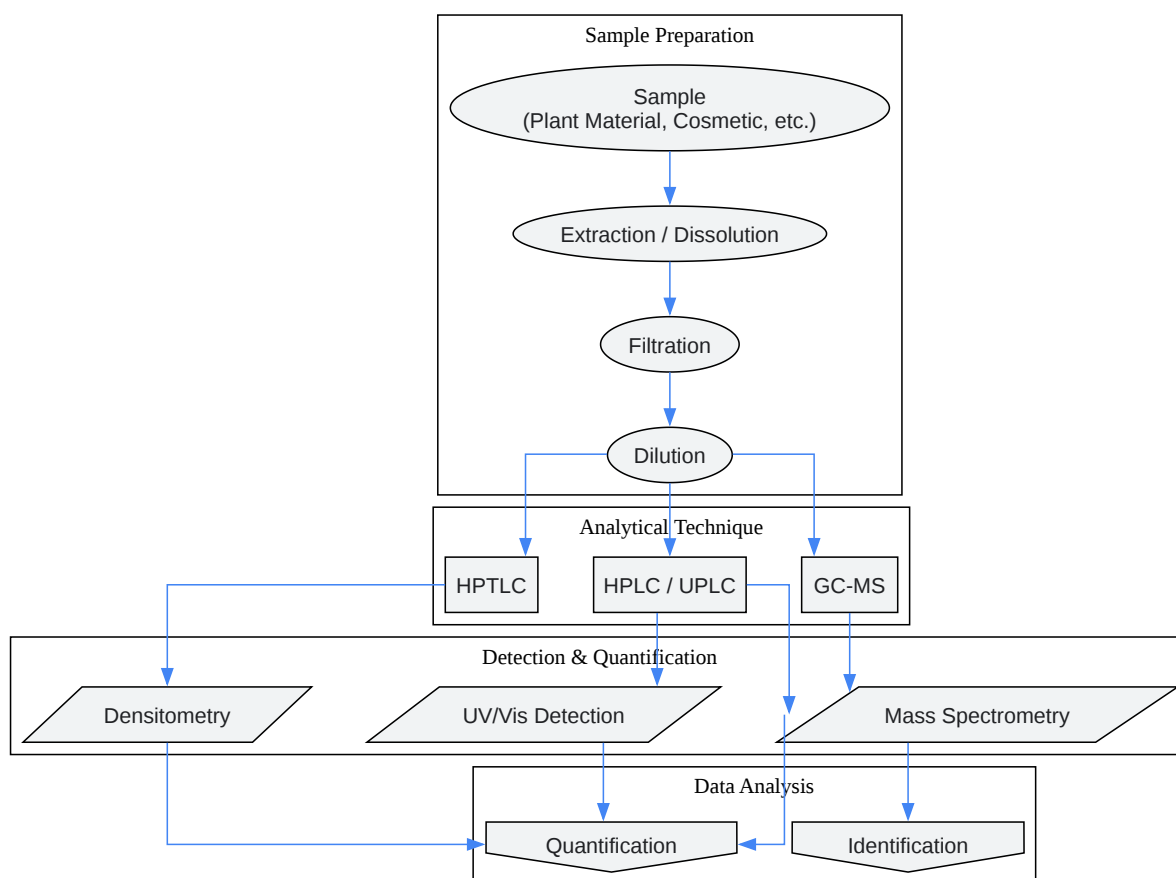 Sample Preparation
Sample
(Plant Material, Cosmetic, etc.)
Extraction / Dissolution
Filtration
Dilution
Analytical Technique
HPTLC
HPLC / UPLC
GC-MS
Detection & Quantification
Densitometry
UV/Vis Detection
Mass Spectrometry
Data Analysis
Quantification
Identification